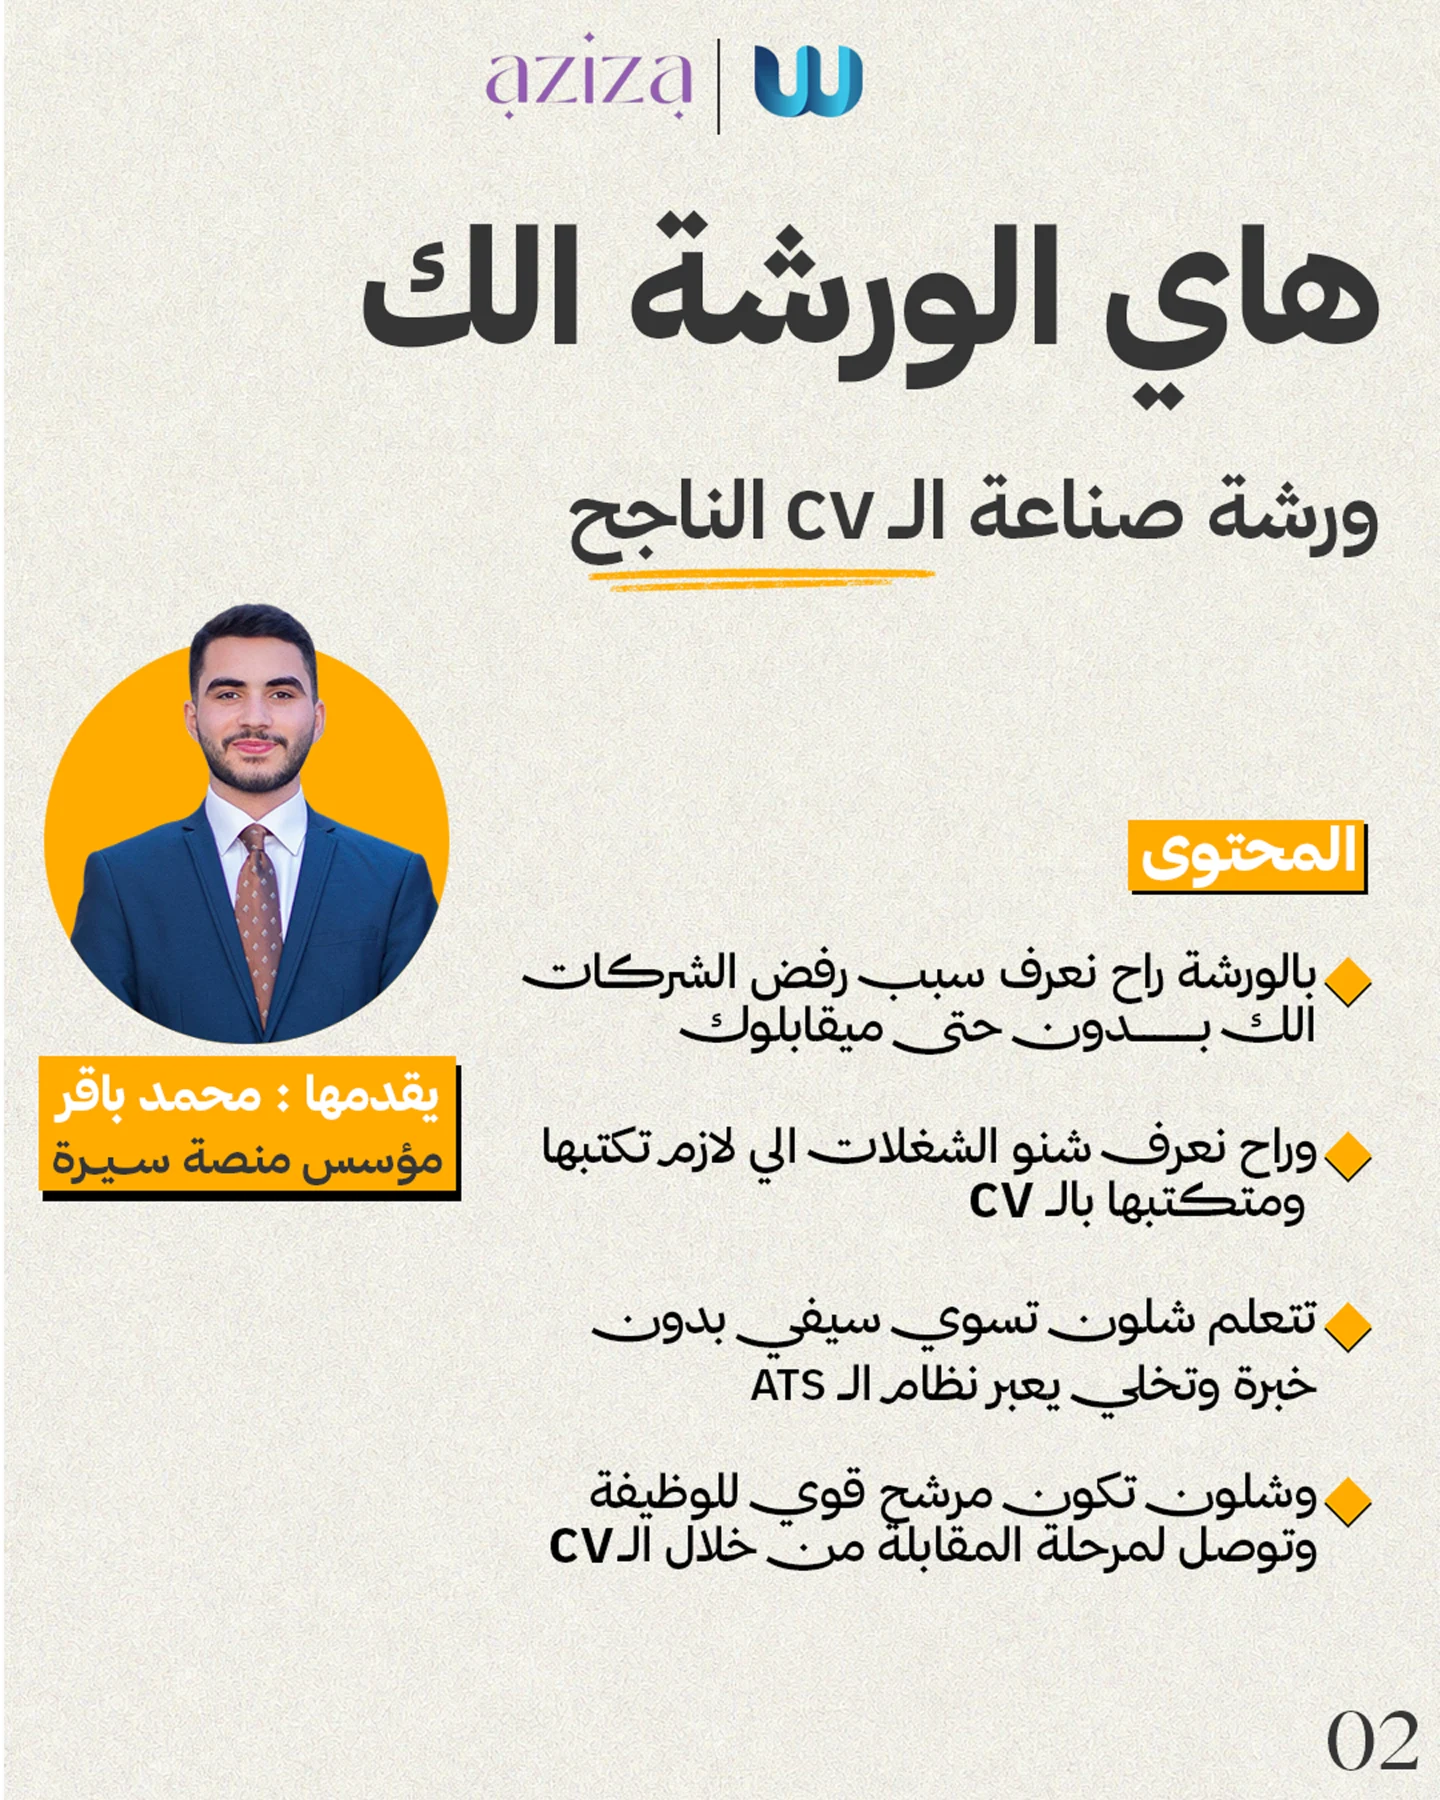 aziza
هاي الورشة الك
ورشة صناعة الـ CV الناجح
المحتوى
بالورشة راح نعرف سبب رفض الشركات
الك بـــدون حتى ميقابلوك
وراح نعرف شنو الشغلات الي لازم تكتبها
ومتكتبها بالـ CV
تتعلم شلون تسوي سيفي بدون
خبرة وتخلي يعبر نظام الـ ATS
وشلون تكون مرشح قوي للوظيفة
وتوصل لمرحلة المقابلة من خلال الـCV
يقدمها : محمد باقر
مؤسس منصة سيرة
02